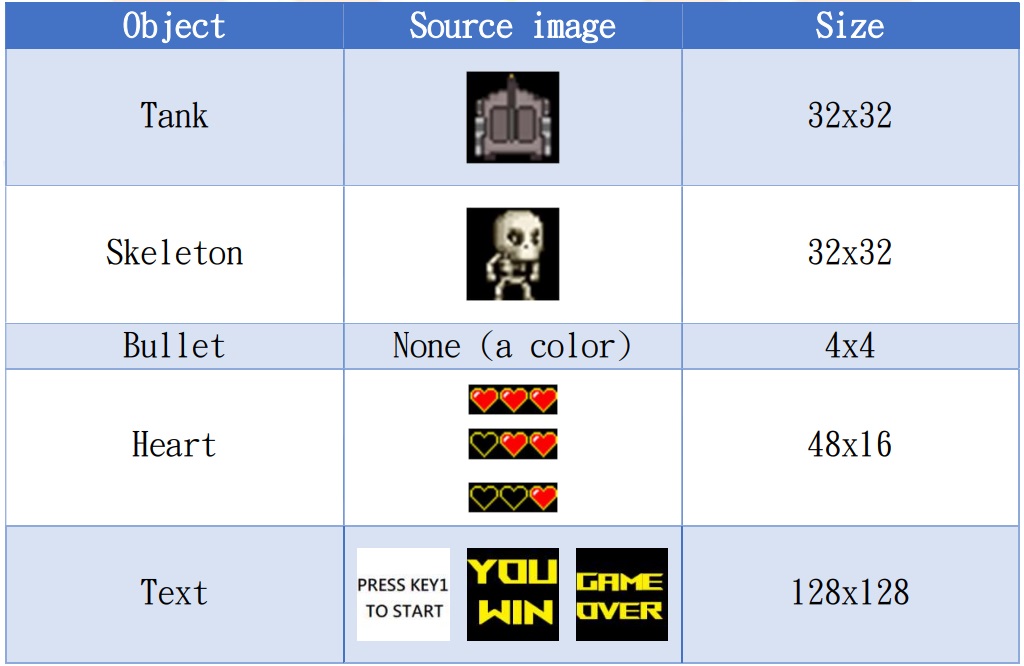 Object Source image Size
Tank 32x32
Skeleton 32x32
Bullet None (a color) 4x4
Heart 48x16
Text PRESS KEY1 TO START YOU WIN GAME OVER 128x128